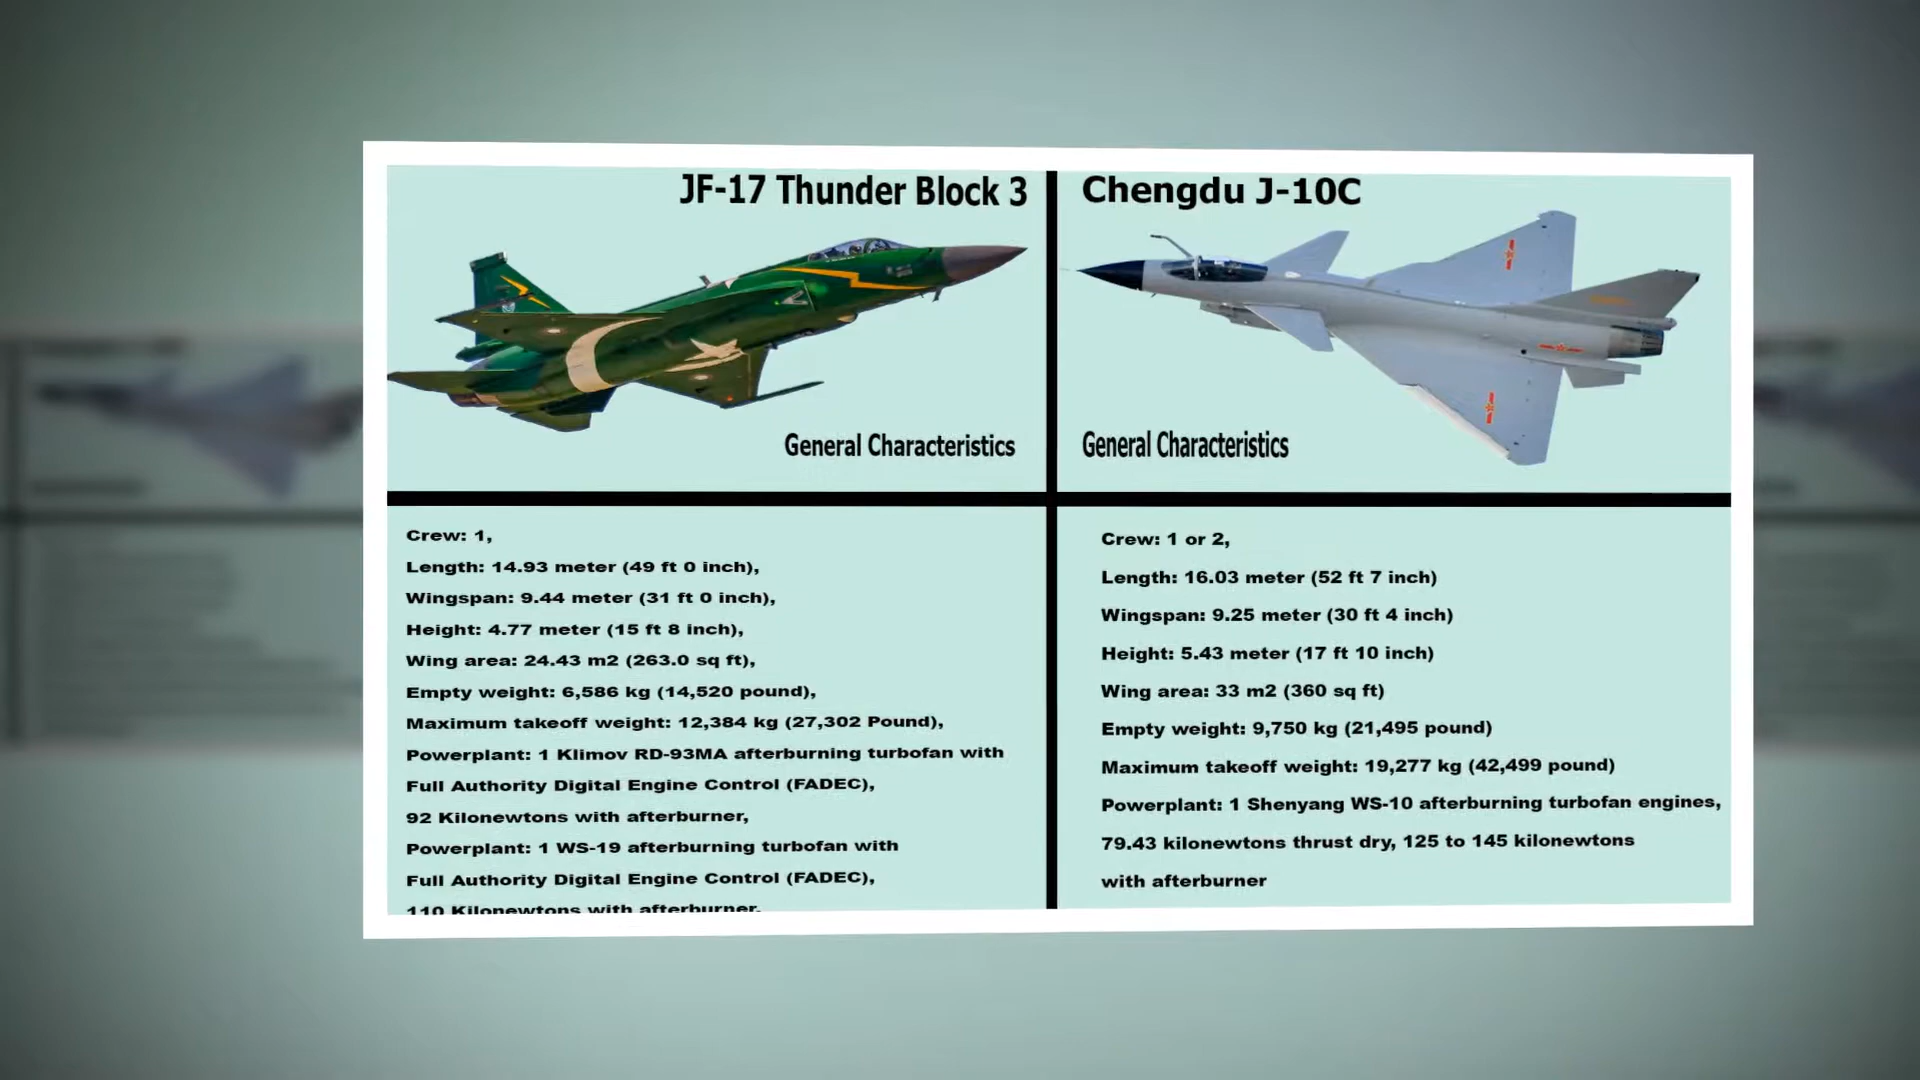 JF-17 Thunder Block 3
General Characteristics
Crew: 1,
Length: 14.93 meter (49 ft 0 inch),
Wingspan: 9.44 meter (31 ft 0 inch),
Height: 4.77 meter (15 ft 8 inch),
Wing area: 24.43 m2 (263.0 sq ft),
Empty weight: 6,586 kg (14,520 pound),
Maximum takeoff weight: 12,384 kg (27,302 Pound),
Powerplant: 1 Klimov RD-93MA afterburning turbofan with
Full Authority Digital Engine Control (FADEC),
92 Kilonewtons with afterburner,
Powerplant: 1 WS-19 afterburning turbofan with
Full Authority Digital Engine Control (FADEC),
110 Kilonewtons with afterburner.
Chengdu J-10C
General Characteristics
Crew: 1 or 2,
Length: 16.03 meter (52 ft 7 inch)
Wingspan: 9.25 meter (30 ft 4 inch)
Height: 5.43 meter (17 ft 10 inch)
Wing area: 33 m2 (360 sq ft)
Empty weight: 9,750 kg (21,495 pound)
Maximum takeoff weight: 19,277 kg (42,499 pound)
Powerplant: 1 Shenyang WS-10 afterburning turbofan engines,
79.43 kilonewtons thrust dry, 125 to 145 kilonewtons
with afterburner